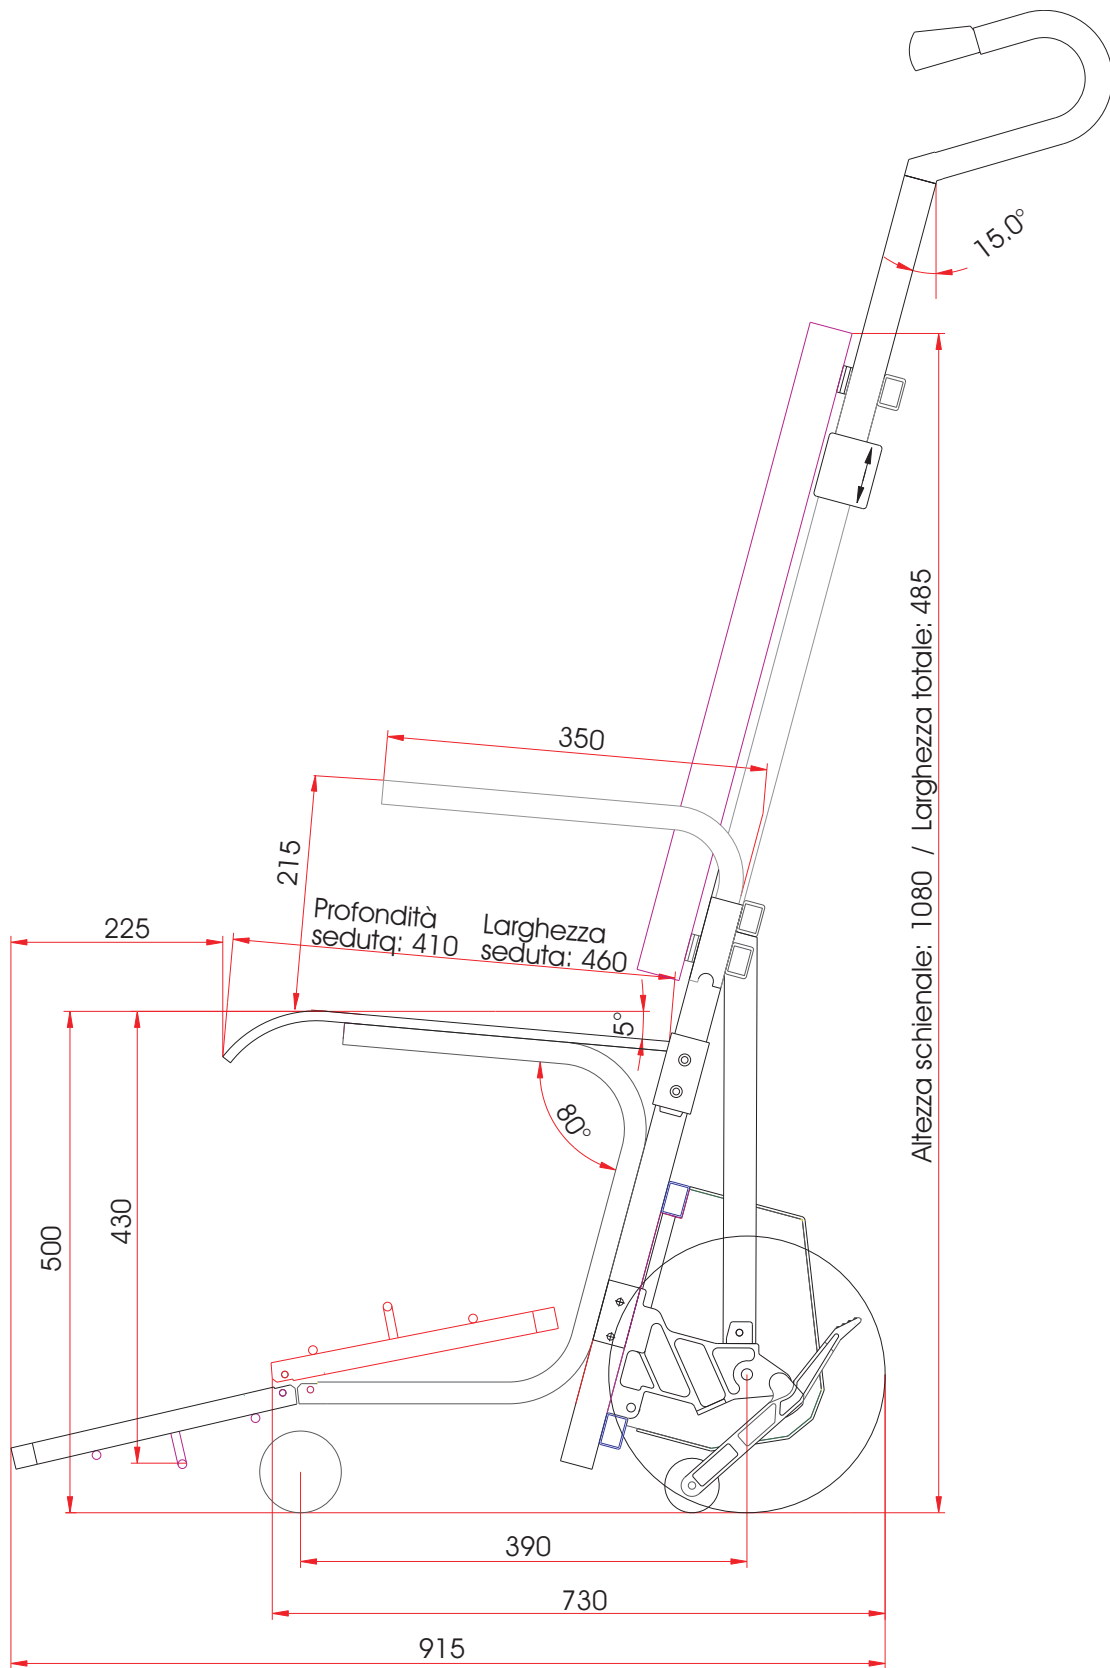 15.0°
350
215
Profondità
seduta: 410
Larghezza
seduta: 460
225
5°
80°
Altezza schienale: 1080 / Larghezza totale: 485
430
500
390
730
915